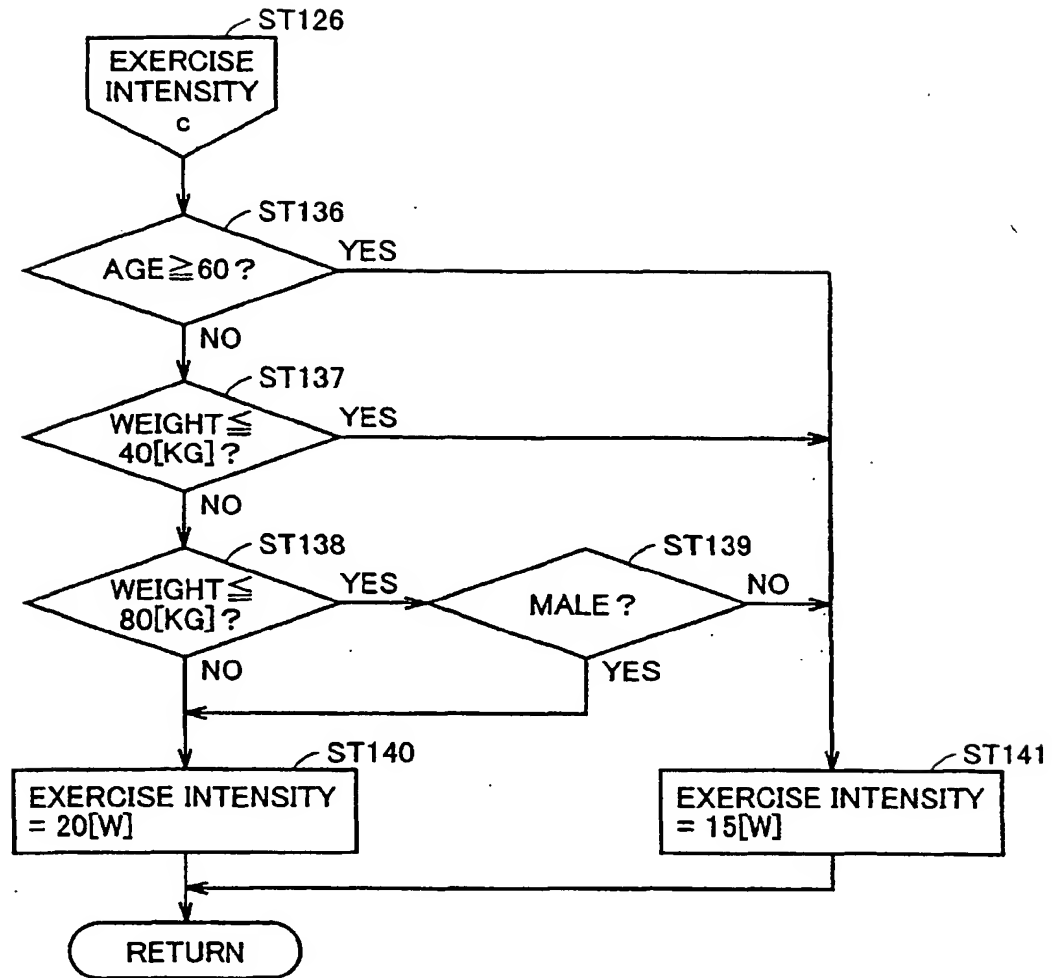 ST126
EXERCISE
INTENSITY
c
ST136
AGE≧60?
YES
NO
ST137
WEIGHT≦
40[KG]?
YES
NO
ST138
WEIGHT≦
80[KG]?
YES
NO
ST139
MALE?
NO
YES
ST140
EXERCISE INTENSITY
= 20[W]
ST141
EXERCISE INTENSITY
= 15[W]
RETURN